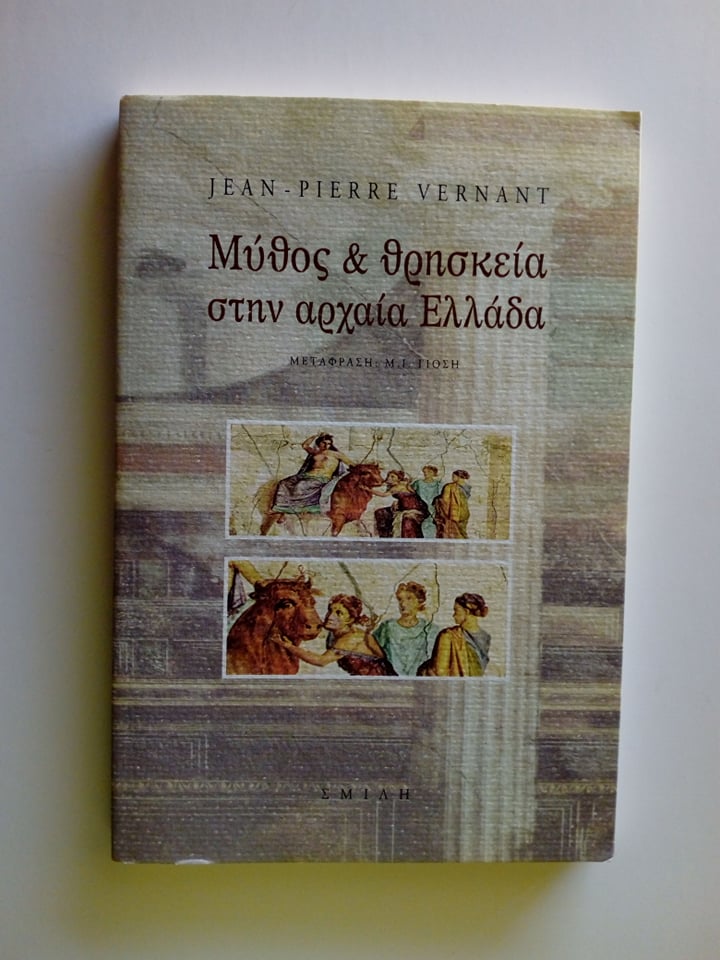 JEAN-PIERRE VERNANT
Μύθος & θρησκεία
στην αρχαία Ελλάδα
ΜΕΤΑΦΡΑΣΗ: Μ.Ι. ΓΙΟΣΗ
ΣΜΙΛΗ